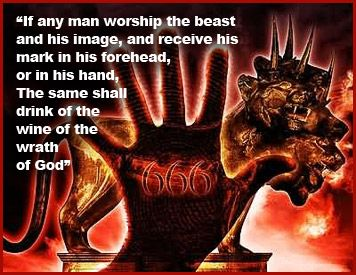 “If any man worship the beast
and his image, and receive his
mark in his forehead,
or in his hand,
The same shall
drink of the
wine of the
wrath
of God”
666